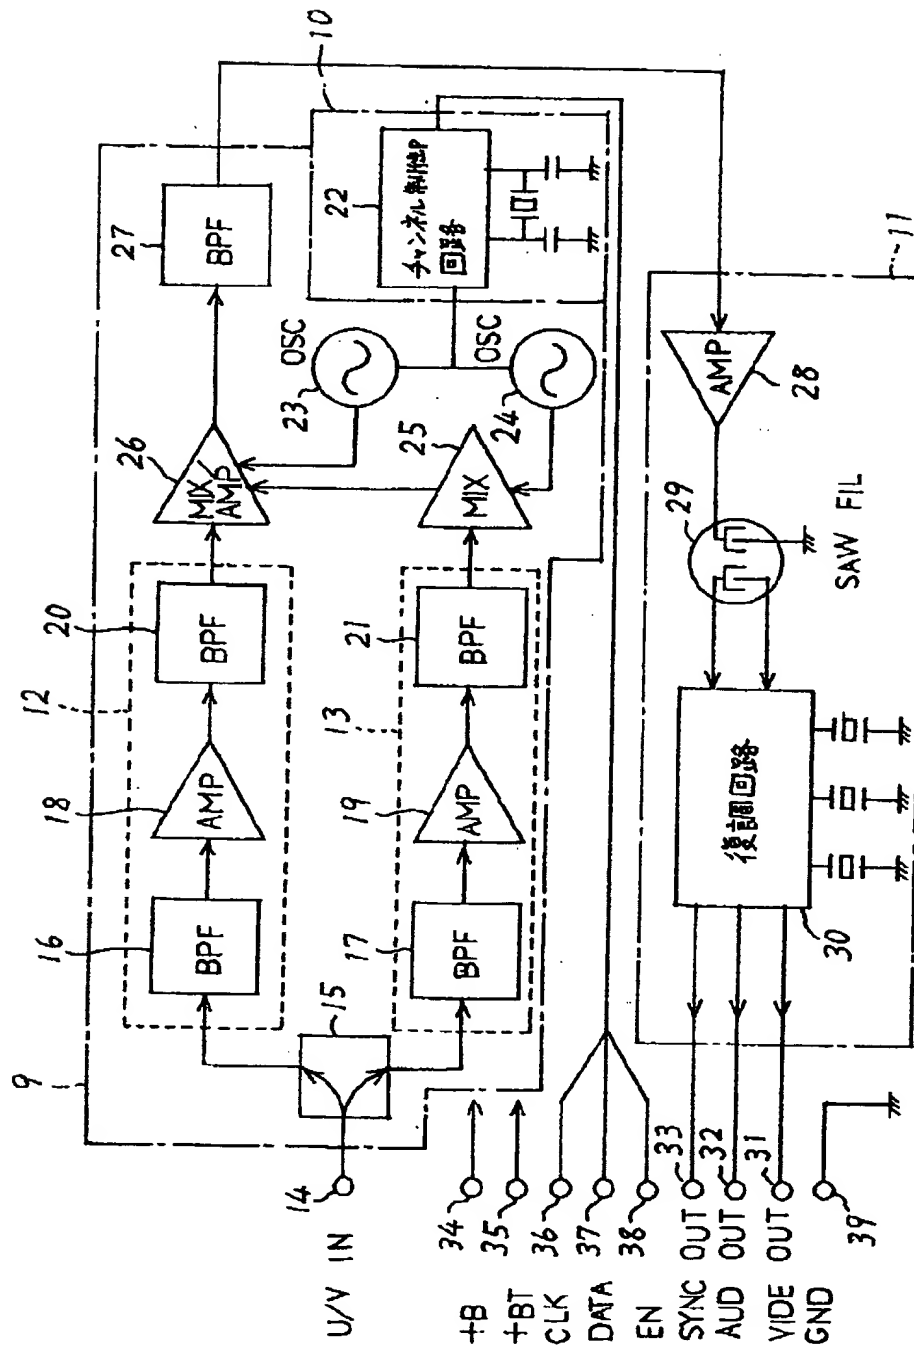 9
12
16
BPF
18
AMP
20
BPF
26
MIX/
AMP
27
BPF
10
14
U/V IN
15
17
BPF
13
19
AMP
21
BPF
25
MIX
23
OSC
24
OSC
22
チャンネル制御
回路
34
+B
35
+BT
36
CLK
37
DATA
38
EN
33
SYNC OUT
32
AUD OUT
31
VIDE OUT
39
GND
30
復調回路
29
SAW FIL
28
AMP
11